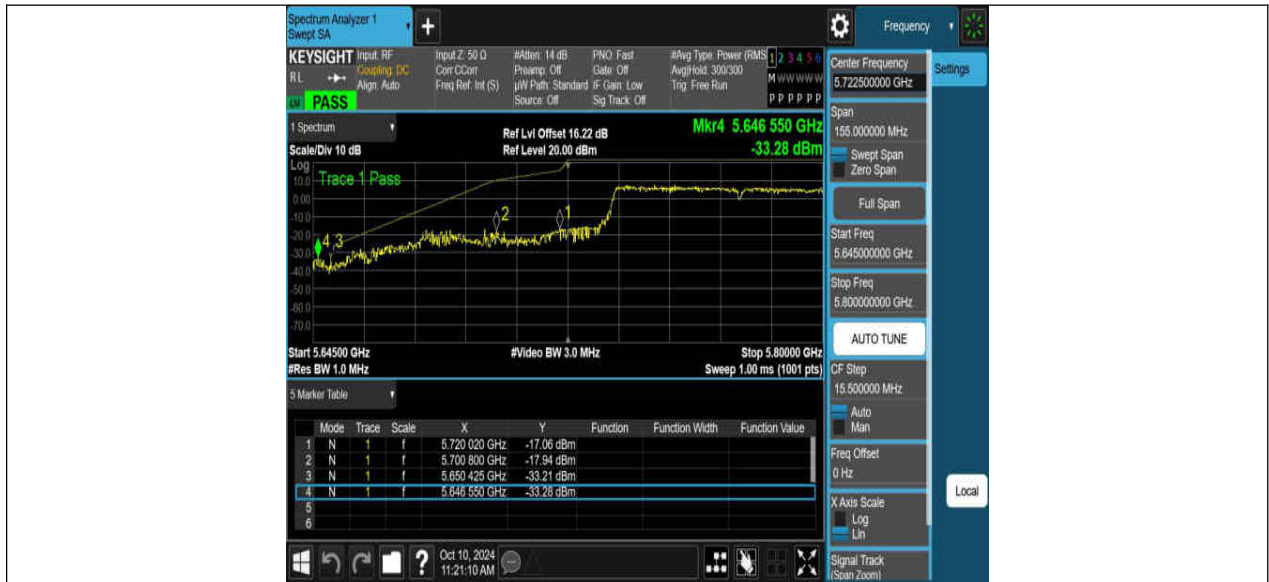 Spectrum Analyzer 1
Swept SA
+
Frequency
KEYSIGHT
RL
PASS
Input: RF
Coupling: DC
Align: Auto
Input Z: 50 Ω
Corr CCorr
Freq Ref: Int (S)
#Atten: 14 dB
Preamp: Off
µW Path: Standard
Source: Off
PNO: Fast
Gate: Off
IF Gain: Low
Sig Track: Off
#Avg Type: Power (RMS
Avg|Hold: 300/300
Trig: Free Run
1 2 3 4 5 6
M W W W W W
P P P P P P
1 Spectrum
Scale/Div 10 dB
Ref Lvl Offset 16.22 dB
Ref Level 20.00 dBm
Mkr4 5.646 550 GHz
-33.28 dBm
Log
Trace 1 Pass
10.0
0.00
-10.0
-20.0
-30.0
-40.0
-50.0
-60.0
-70.0
4
3
2
1
Start 5.64500 GHz
#Video BW 3.0 MHz
Stop 5.80000 GHz
#Res BW 1.0 MHz
Sweep 1.00 ms (1001 pts)
5 Marker Table
Mode Trace Scale X Y Function Function Width Function Value
1 N 1 f 5.720 020 GHz -17.06 dBm
2 N 1 f 5.700 800 GHz -17.94 dBm
3 N 1 f 5.650 425 GHz -33.21 dBm
4 N 1 f 5.646 550 GHz -33.28 dBm
5
6
?
Oct 10, 2024
11:21:10 AM
Center Frequency
5.722500000 GHz
Settings
Span
155.000000 MHz
Swept Span
Zero Span
Full Span
Start Freq
5.645000000 GHz
Stop Freq
5.800000000 GHz
AUTO TUNE
CF Step
15.500000 MHz
Auto
Man
Freq Offset
0 Hz
X Axis Scale
Log
Lin
Local
Signal Track
(Span Zoom)